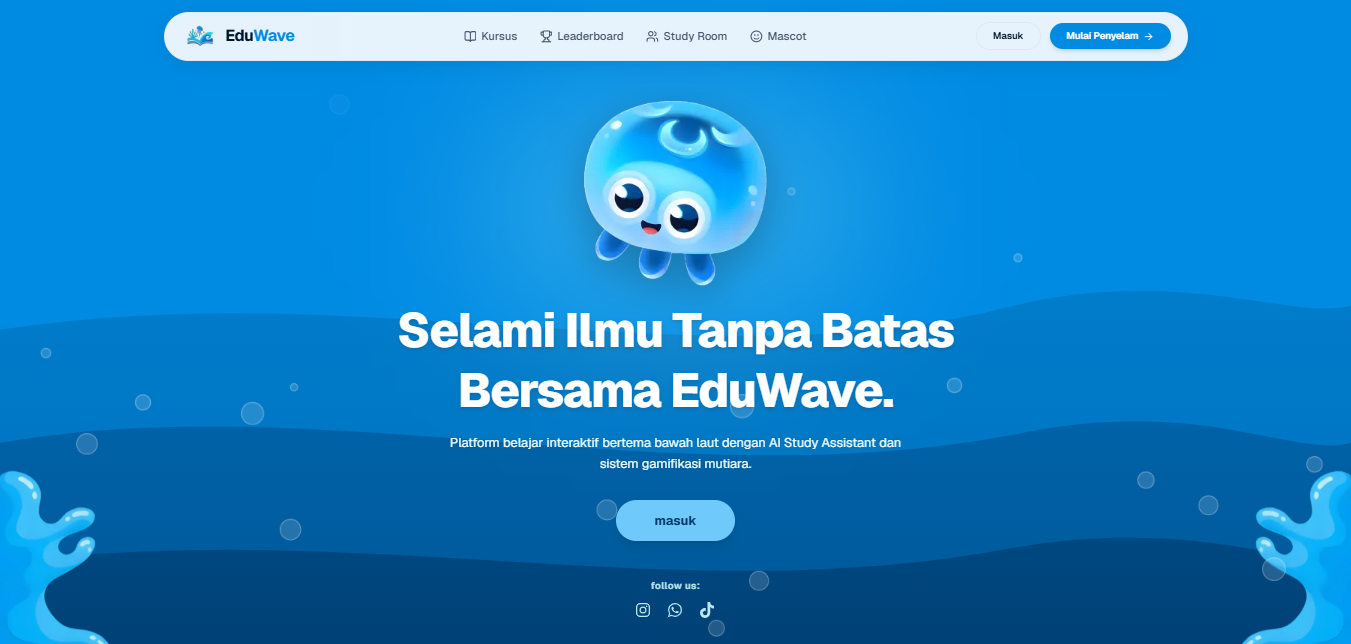 EduWave
Kursus
Leaderboard
Study Room
Mascot
Masuk
Mulai Penyelam →
Selami Ilmu Tanpa Batas
Bersama EduWave.
Platform belajar interaktif bertema bawah laut dengan AI Study Assistant dan
sistem gamifikasi mutiara.
masuk
follow us: